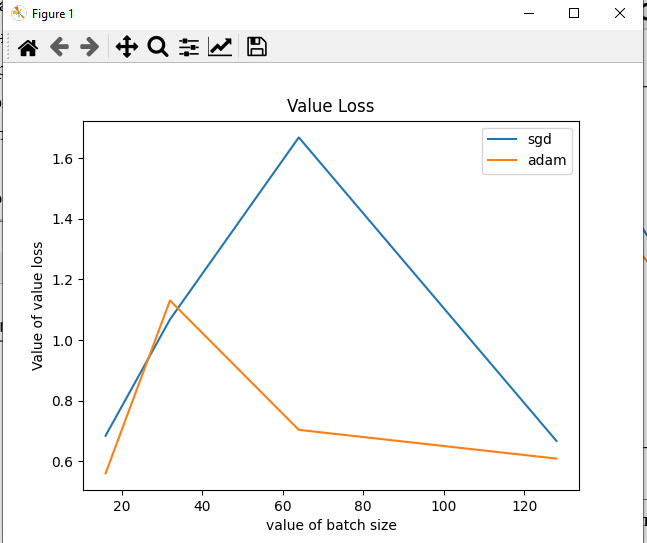 Figure 1
Value Loss
sgd
adam
1.6
1.4
1.2
1.0
0.8
0.6
Value of value loss
20 40 60 80 100 120
value of batch size